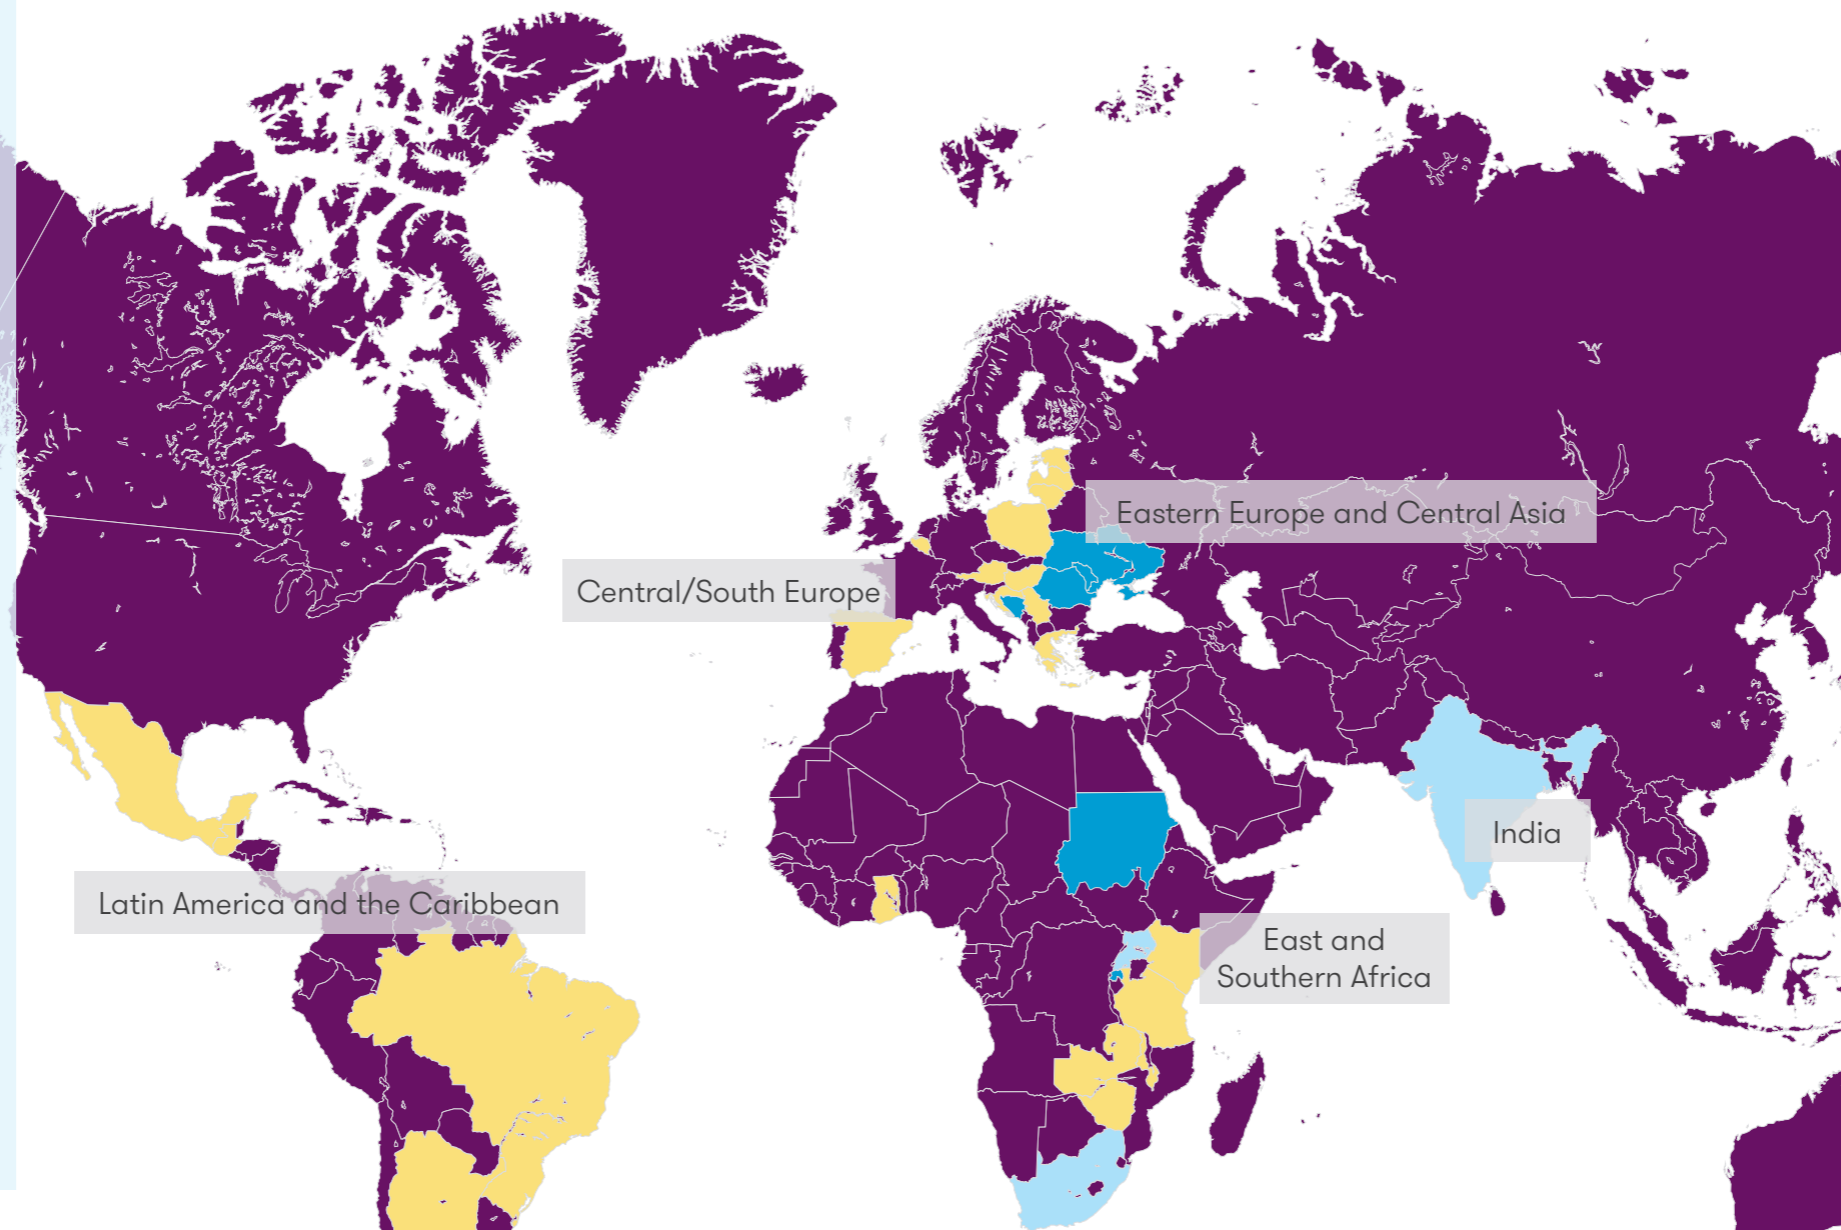 Eastern Europe and Central Asia
Central/South Europe
India
Latin America and the Caribbean
East and
Southern Africa